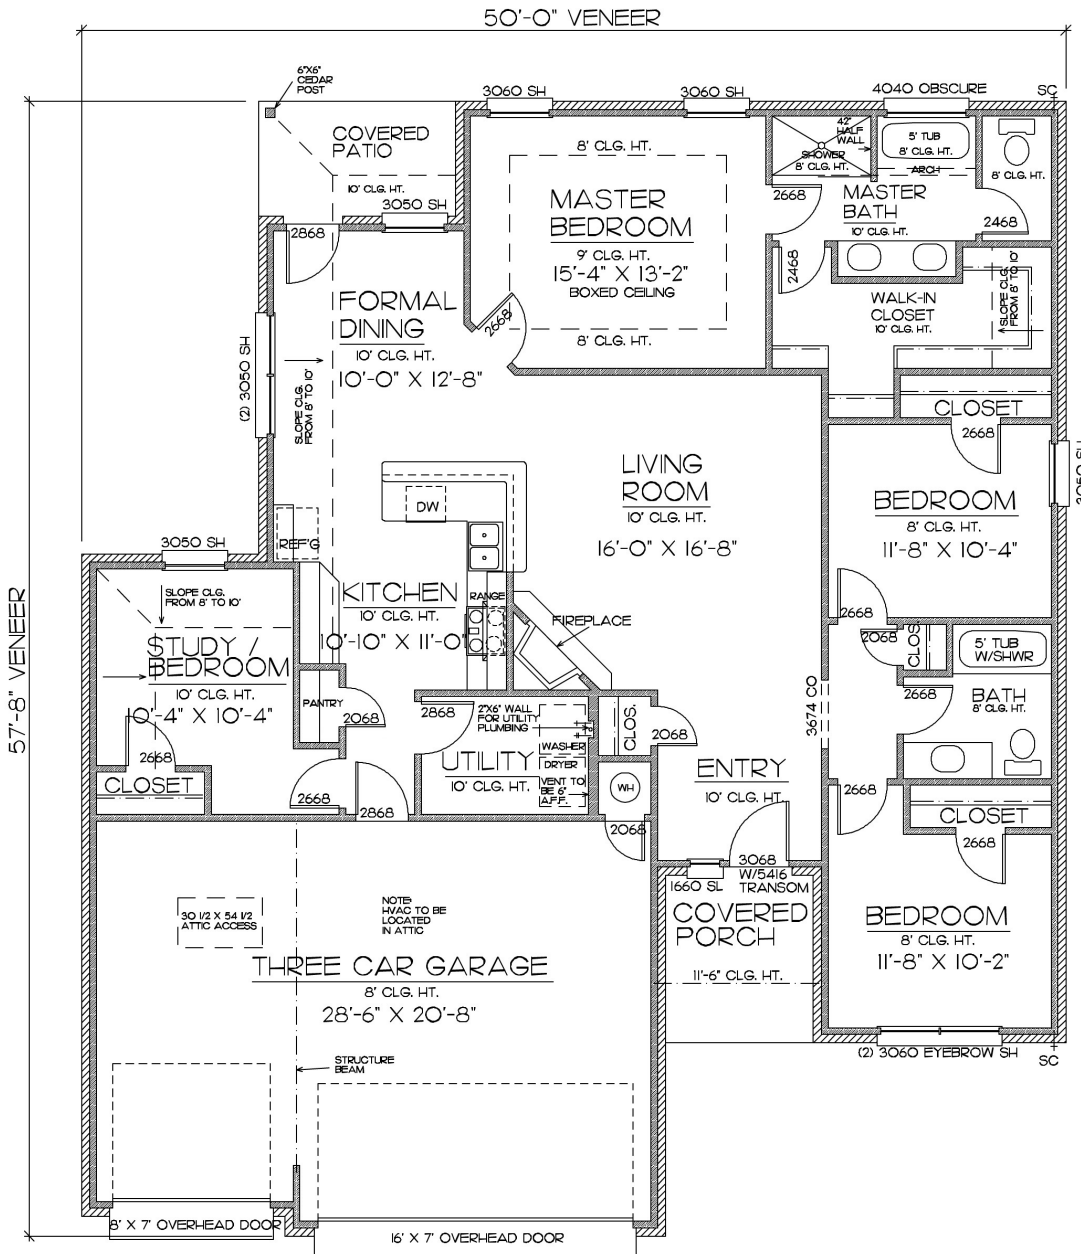 50'-0" VENEER
6"X6"
CEDAR
POST
3060 SH
3060 SH
4040 OBSCURE
SC
COVERED
PATIO
10' CLG. HT.
3050 SH
8' CLG. HT.
MASTER
BEDROOM
9' CLG. HT.
15'-4" X 13'-2"
BOXED CEILING
8' CLG. HT.
42"
HALF
WALL
SHOWER
8' CLG. HT.
5' TUB
8' CLG. HT.
ARCH
8' CLG. HT.
2668
MASTER
BATH
10' CLG. HT.
2468
2468
2868
FORMAL
DINING
10' CLG. HT.
10'-0" X 12'-8"
2668
WALK-IN
CLOSET
10' CLG. HT.
SLOPE CLG.
FROM 8' TO 10'
(2) 3050 SH
SLOPE CLG.
FROM 8' TO 10'
CLOSET
2668
LIVING
ROOM
10' CLG. HT.
16'-0" X 16'-8"
BEDROOM
8' CLG. HT.
11'-8" X 10'-4"
3050 SH
DW
REF'G
3050 SH
SLOPE CLG.
FROM 8' TO 10'
KITCHEN
10' CLG. HT.
10'-10" X 11'-0"
RANGE
FIREPLACE
2668
2068
CLOS.
5' TUB
W/SHWR
57'-8" VENEER
STUDY /
BEDROOM
10' CLG. HT.
10'-4" X 10'-4"
2668
CLOSET
PANTRY
2068
2868
2"X6" WALL
FOR UTILITY
PLUMBING
WASHER
DRYER
VENT TO
BE 6"
A.F.F.
UTILITY
10' CLG. HT.
CLOS.
2068
3674 CO
2668
BATH
8' CLG. HT.
2668
2868
WH
2068
ENTRY
10' CLG. HT.
2668
CLOSET
2668
3068
W/5416
TRANSOM
1660 SL
COVERED
PORCH
11'-6" CLG. HT.
BEDROOM
8' CLG. HT.
11'-8" X 10'-2"
30 1/2 X 54 1/2
ATTIC ACCESS
NOTE:
HVAC TO BE
LOCATED
IN ATTIC
THREE CAR GARAGE
8' CLG. HT.
28'-6" X 20'-8"
STRUCTURE
BEAM
(2) 3060 EYEBROW SH
SC
8' X 7' OVERHEAD DOOR
16' X 7' OVERHEAD DOOR